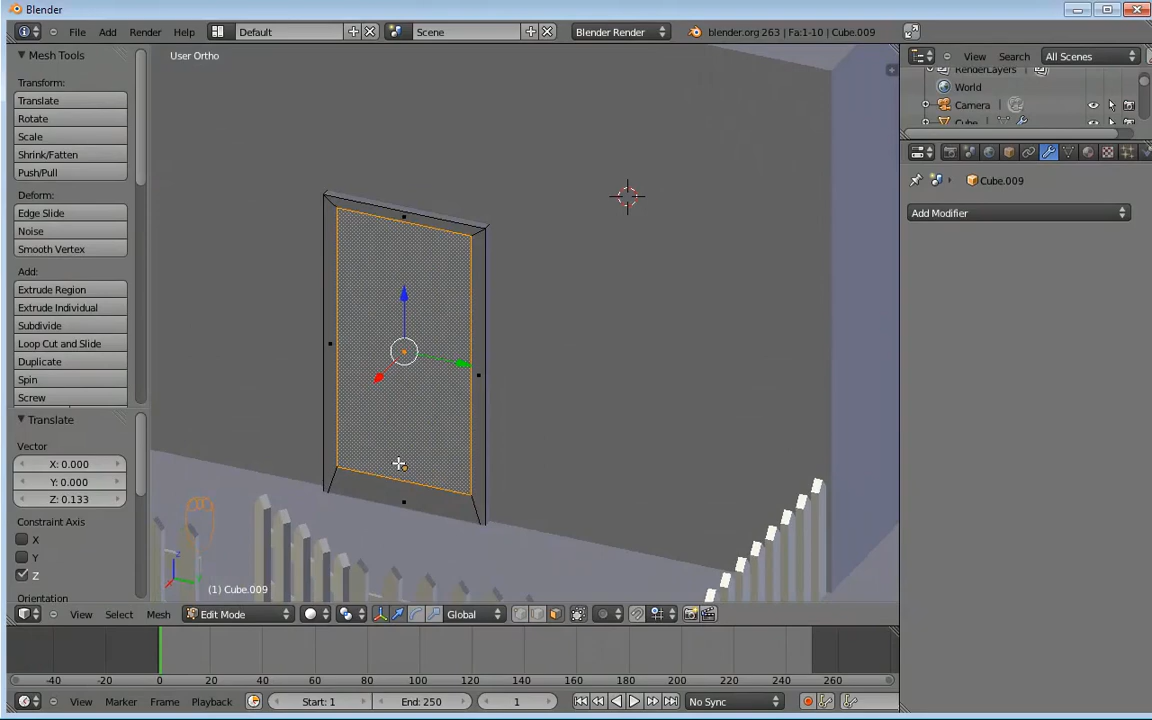 Blender
File Add Render Help Default Scene Blender Render blender.org 263 | Fa:1-10 | Cube.009
Mesh Tools
Transform:
Translate
Rotate
Scale
Shrink/Fatten
Push/Pull
Deform:
Edge Slide
Noise
Smooth Vertex
Add:
Extrude Region
Extrude Individual
Subdivide
Loop Cut and Slide
Duplicate
Spin
Screw
Translate
Vector
X: 0.000
Y: 0.000
Z: 0.133
Constraint Axis
X
Y
Z
Orientation
User Ortho
(1) Cube.009
View Select Mesh Edit Mode Global
View Search All Scenes
RenderLayers
World
Camera
Cube
Cube.009
Add Modifier
-40 -20 0 20 40 60 80 100 120 140 160 180 200 220 240 260 280
View Marker Frame Playback Start: 1 End: 250 1 No Sync